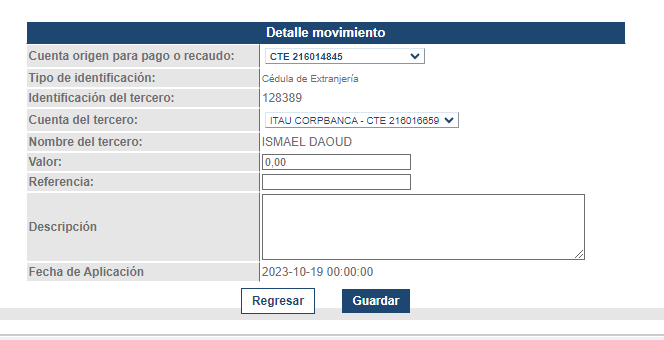 Detalle movimiento
Cuenta origen para pago o recaudo: CTE 216014845
Tipo de identificación: Cédula de Extranjería
Identificación del tercero: 128389
Cuenta del tercero: ITAU CORPBANCA - CTE 216016659
Nombre del tercero: ISMAEL DAOUD
Valor: 0,00
Referencia:
Descripción
Fecha de Aplicación 2023-10-19 00:00:00
Regresar Guardar